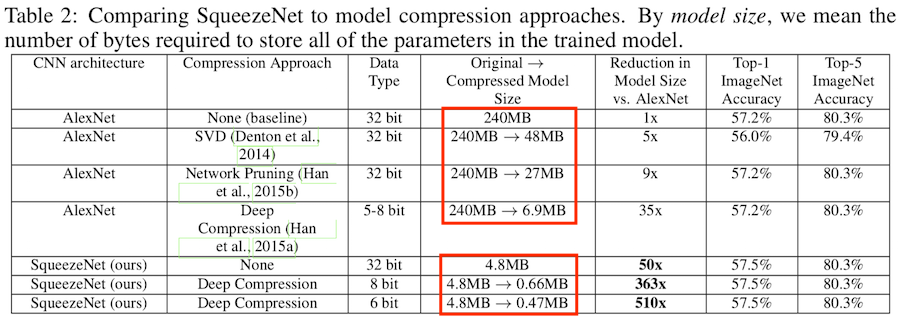 Table 2: Comparing SqueezeNet to model compression approaches. By model size, we mean the
number of bytes required to store all of the parameters in the trained model.
CNN architecture Compression Approach Data Type Original → Compressed Model Size Reduction in Model Size vs. AlexNet Top-1 ImageNet Accuracy Top-5 ImageNet Accuracy
AlexNet None (baseline) 32 bit 240MB 1x 57.2% 80.3%
AlexNet SVD (Denton et al., 2014) 32 bit 240MB → 48MB 5x 56.0% 79.4%
AlexNet Network Pruning (Han et al., 2015b) 32 bit 240MB → 27MB 9x 57.2% 80.3%
AlexNet Deep Compression (Han et al., 2015a) 5-8 bit 240MB → 6.9MB 35x 57.2% 80.3%
SqueezeNet (ours) None 32 bit 4.8MB 50x 57.5% 80.3%
SqueezeNet (ours) Deep Compression 8 bit 4.8MB → 0.66MB 363x 57.5% 80.3%
SqueezeNet (ours) Deep Compression 6 bit 4.8MB → 0.47MB 510x 57.5% 80.3%